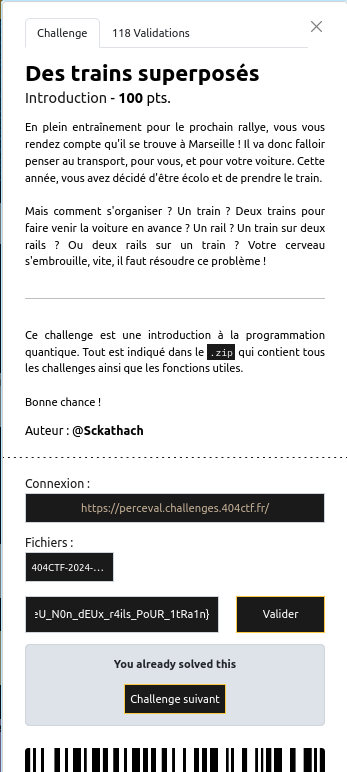 Challenge
118 Validations
Des trains superposés
Introduction - 100 pts.
En plein entraînement pour le prochain rallye, vous vous
rendez compte qu'il se trouve à Marseille ! Il va donc falloir
penser au transport, pour vous, et pour votre voiture. Cette
année, vous avez décidé d'être écolo et de prendre le train.
Mais comment s'organiser ? Un train ? Deux trains pour
faire venir la voiture en avance ? Un rail ? Un train sur deux
rails ? Ou deux rails sur un train ? Votre cerveau
s'embrouille, vite, il faut résoudre ce problème !
Ce challenge est une introduction à la programmation
quantique. Tout est indiqué dans le .zip qui contient tous
les challenges ainsi que les fonctions utiles.
Bonne chance !
Auteur : @Sckathach
Connexion :
https://perceval.challenges.404ctf.fr/
Fichiers :
404CTF-2024-...
eU_N0n_dEUx_r4ils_PoUR_1tRa1n}
Valider
You already solved this
Challenge suivant